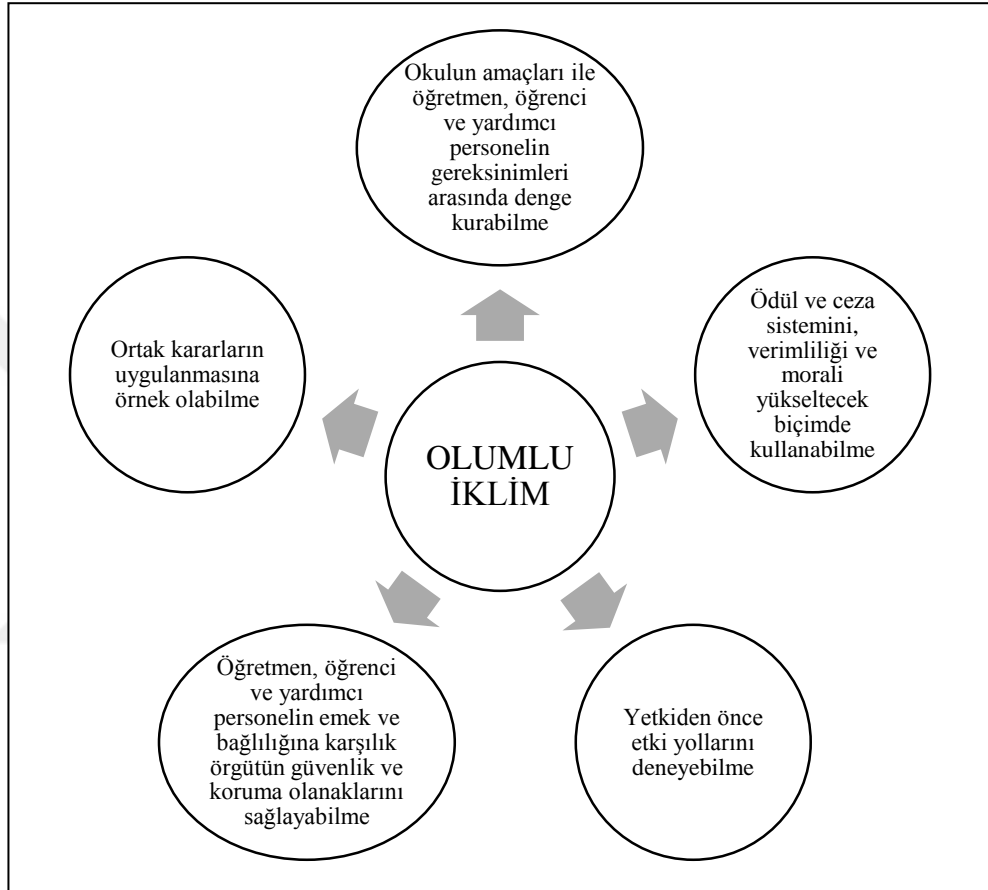 Okulun amaçları ile
öğretmen, öğrenci
ve yardımcı
personelin
gereksinimleri
arasında denge
kurabilme
Ödül ve ceza
sistemini,
verimliliği ve
morali
yükseltecek
biçimde
kullanabilme
Yetkiden önce
etki yollarını
deneyebilme
Öğretmen, öğrenci
ve yardımcı
personelin emek ve
bağlılığına karşılık
örgütün güvenlik ve
koruma olanaklarını
sağlayabilme
Ortak kararların
uygulanmasına
örnek olabilme
OLUMLU
İKLİM